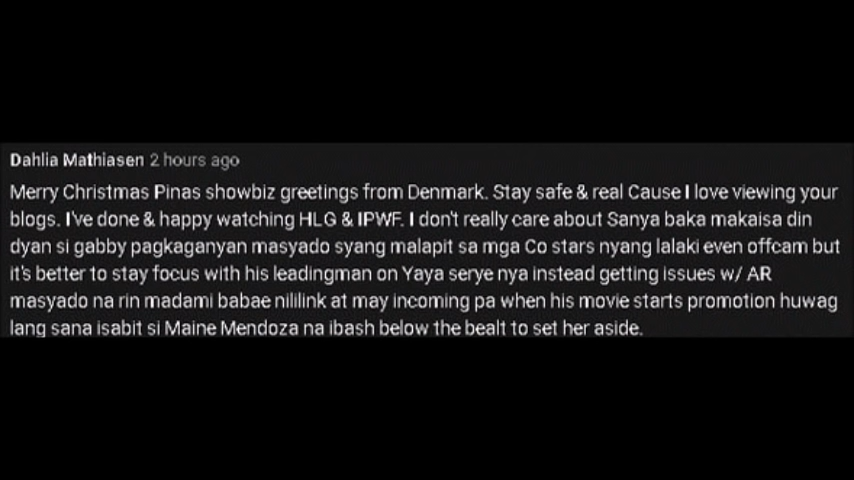 Dahlia Mathiasen 2 hours ago
Merry Christmas Pinas showbiz greetings from Denmark. Stay safe & real Cause I love viewing your
blogs. I've done & happy watching HLG & IPWF. I don't really care about Sanya baka makaisa din
dyan si gabby pagkaganyan masyado syang malapit sa mga Co stars nyang lalaki even offcam but
it's better to stay focus with his leadingman on Yaya serye nya instead getting issues w/ AR
masyado na rin madami babae nililink at may incoming pa when his movie starts promotion huwag
lang sana isabit si Maine Mendoza na ibash below the bealt to set her aside.